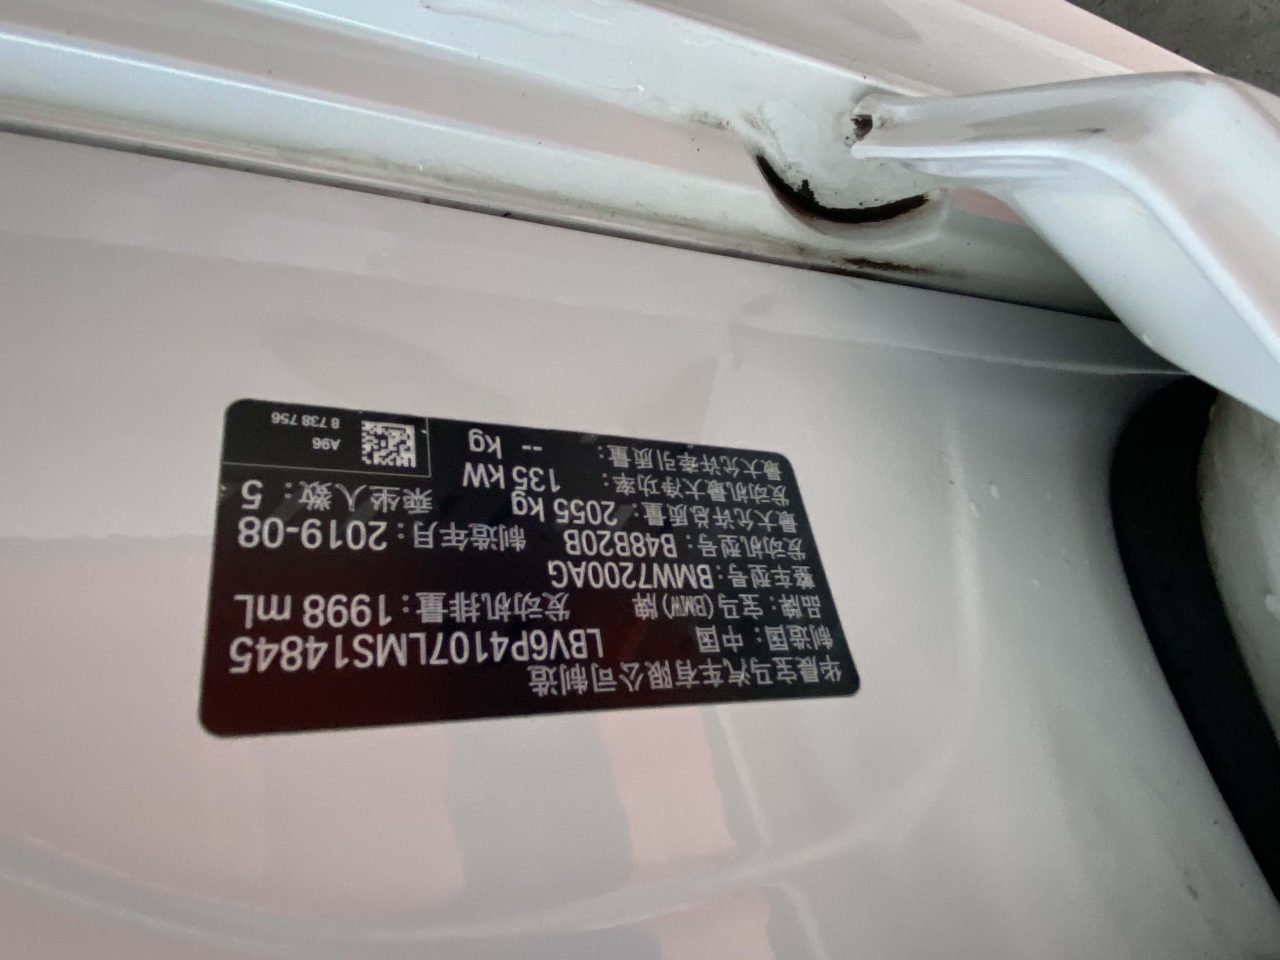 华晨宝马汽车有限公司制造
制造国：中国 LBV6P4107LMS14845
品牌：宝马(BMW)牌 发动机排量：1998 mL
整车型号：BMW7200AG
发动机型号：B48B20B 制造年月：2019-08
最大允许总质量：2055 kg 乘坐人数：5
发动机最大净功率：135 kW
最大允许牵引质量：-- kg
A96
8 738 756